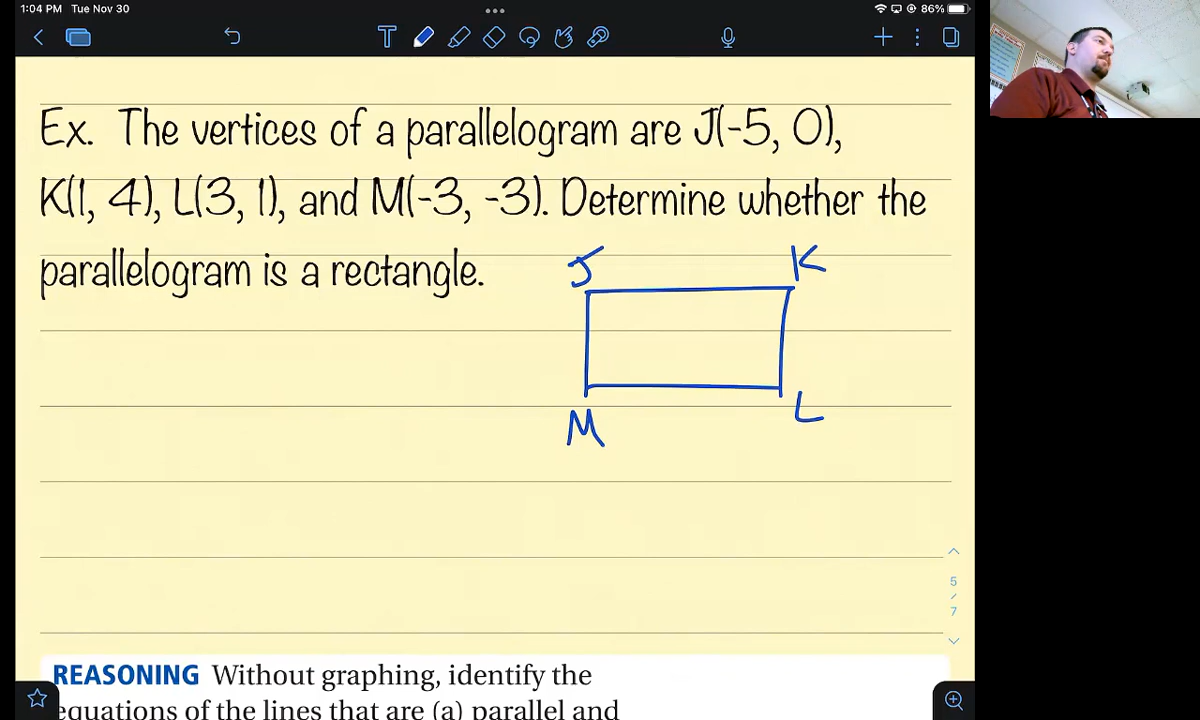 1:04 PM Tue Nov 30
86%
T
Ex. The vertices of a parallelogram are J(-5, 0),
K(1, 4), L(3, 1), and M(-3, -3). Determine whether the
parallelogram is a rectangle.
J K
M L
5
/
7
REASONING Without graphing, identify the
equations of the lines that are (a) parallel and